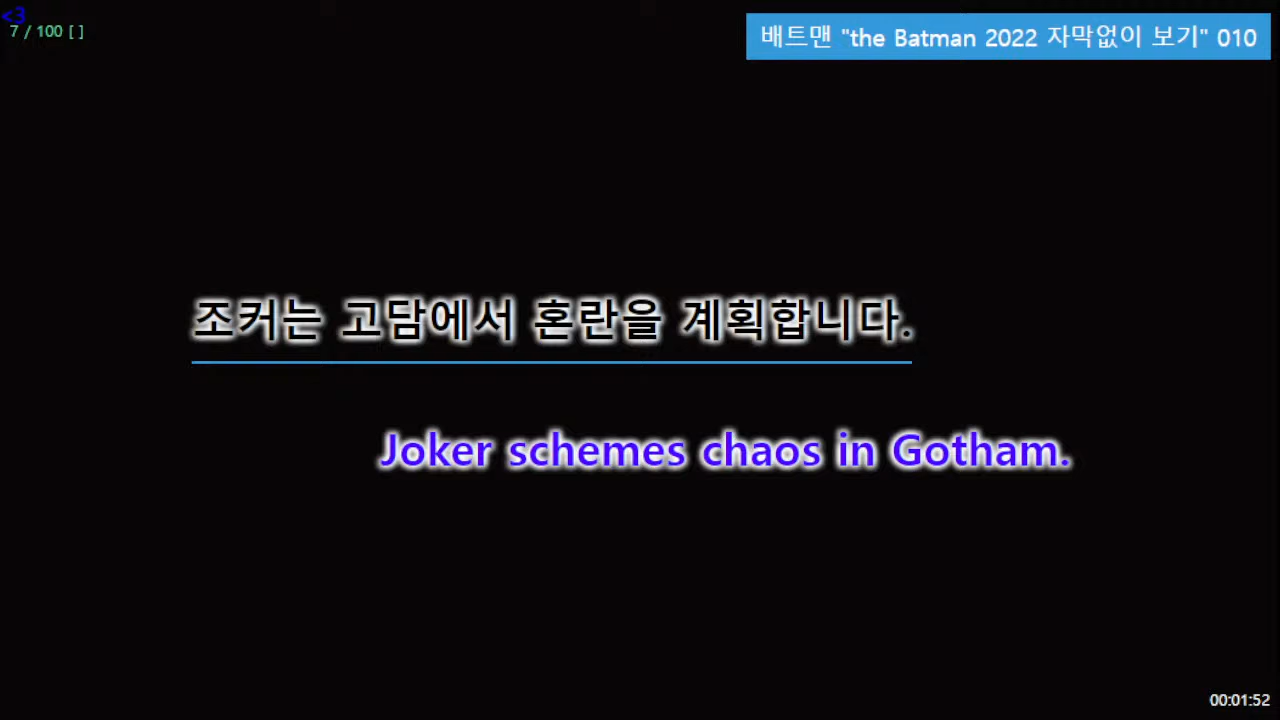 <3
7 / 100 [ ]
배트맨 "the Batman 2022 자막없이 보기" 010
조커는 고담에서 혼란을 계획합니다.
Joker schemes chaos in Gotham.
00:01:52